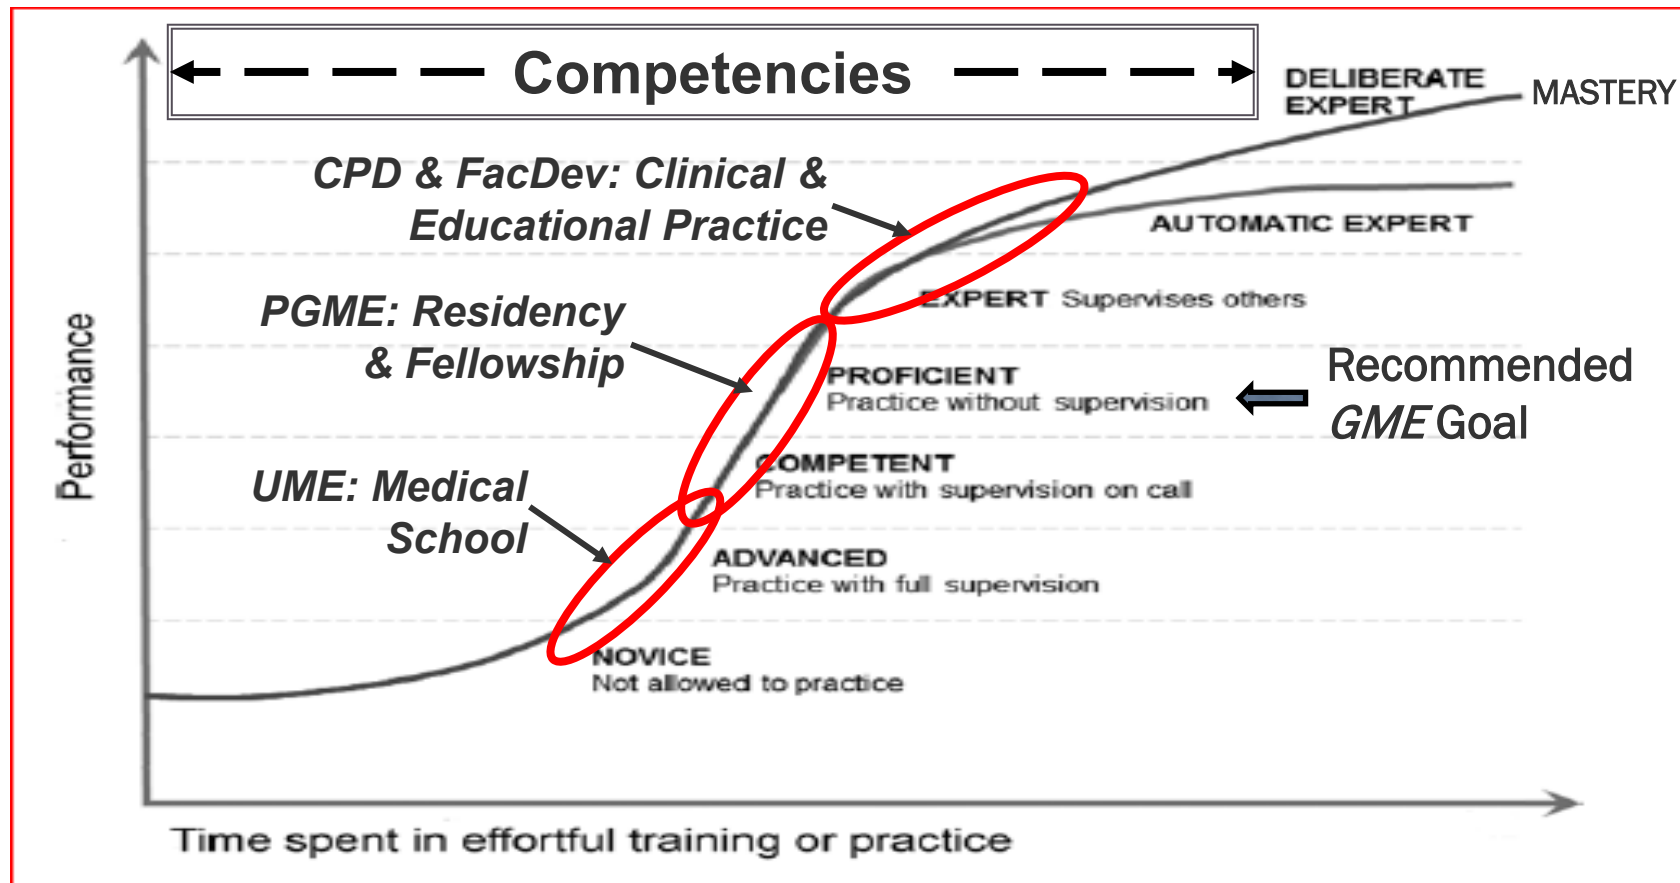 Competencies
DELIBERATE
EXPERT
MASTERY
CPD & FacDev: Clinical &
Educational Practice
AUTOMATIC EXPERT
PGME: Residency
& Fellowship
EXPERT Supervises others
PROFICIENT
Practice without supervision
Recommended
GME Goal
COMPETENT
Practice with supervision on call
UME: Medical
School
ADVANCED
Practice with full supervision
NOVICE
Not allowed to practice
Performance
Time spent in effortful training or practice